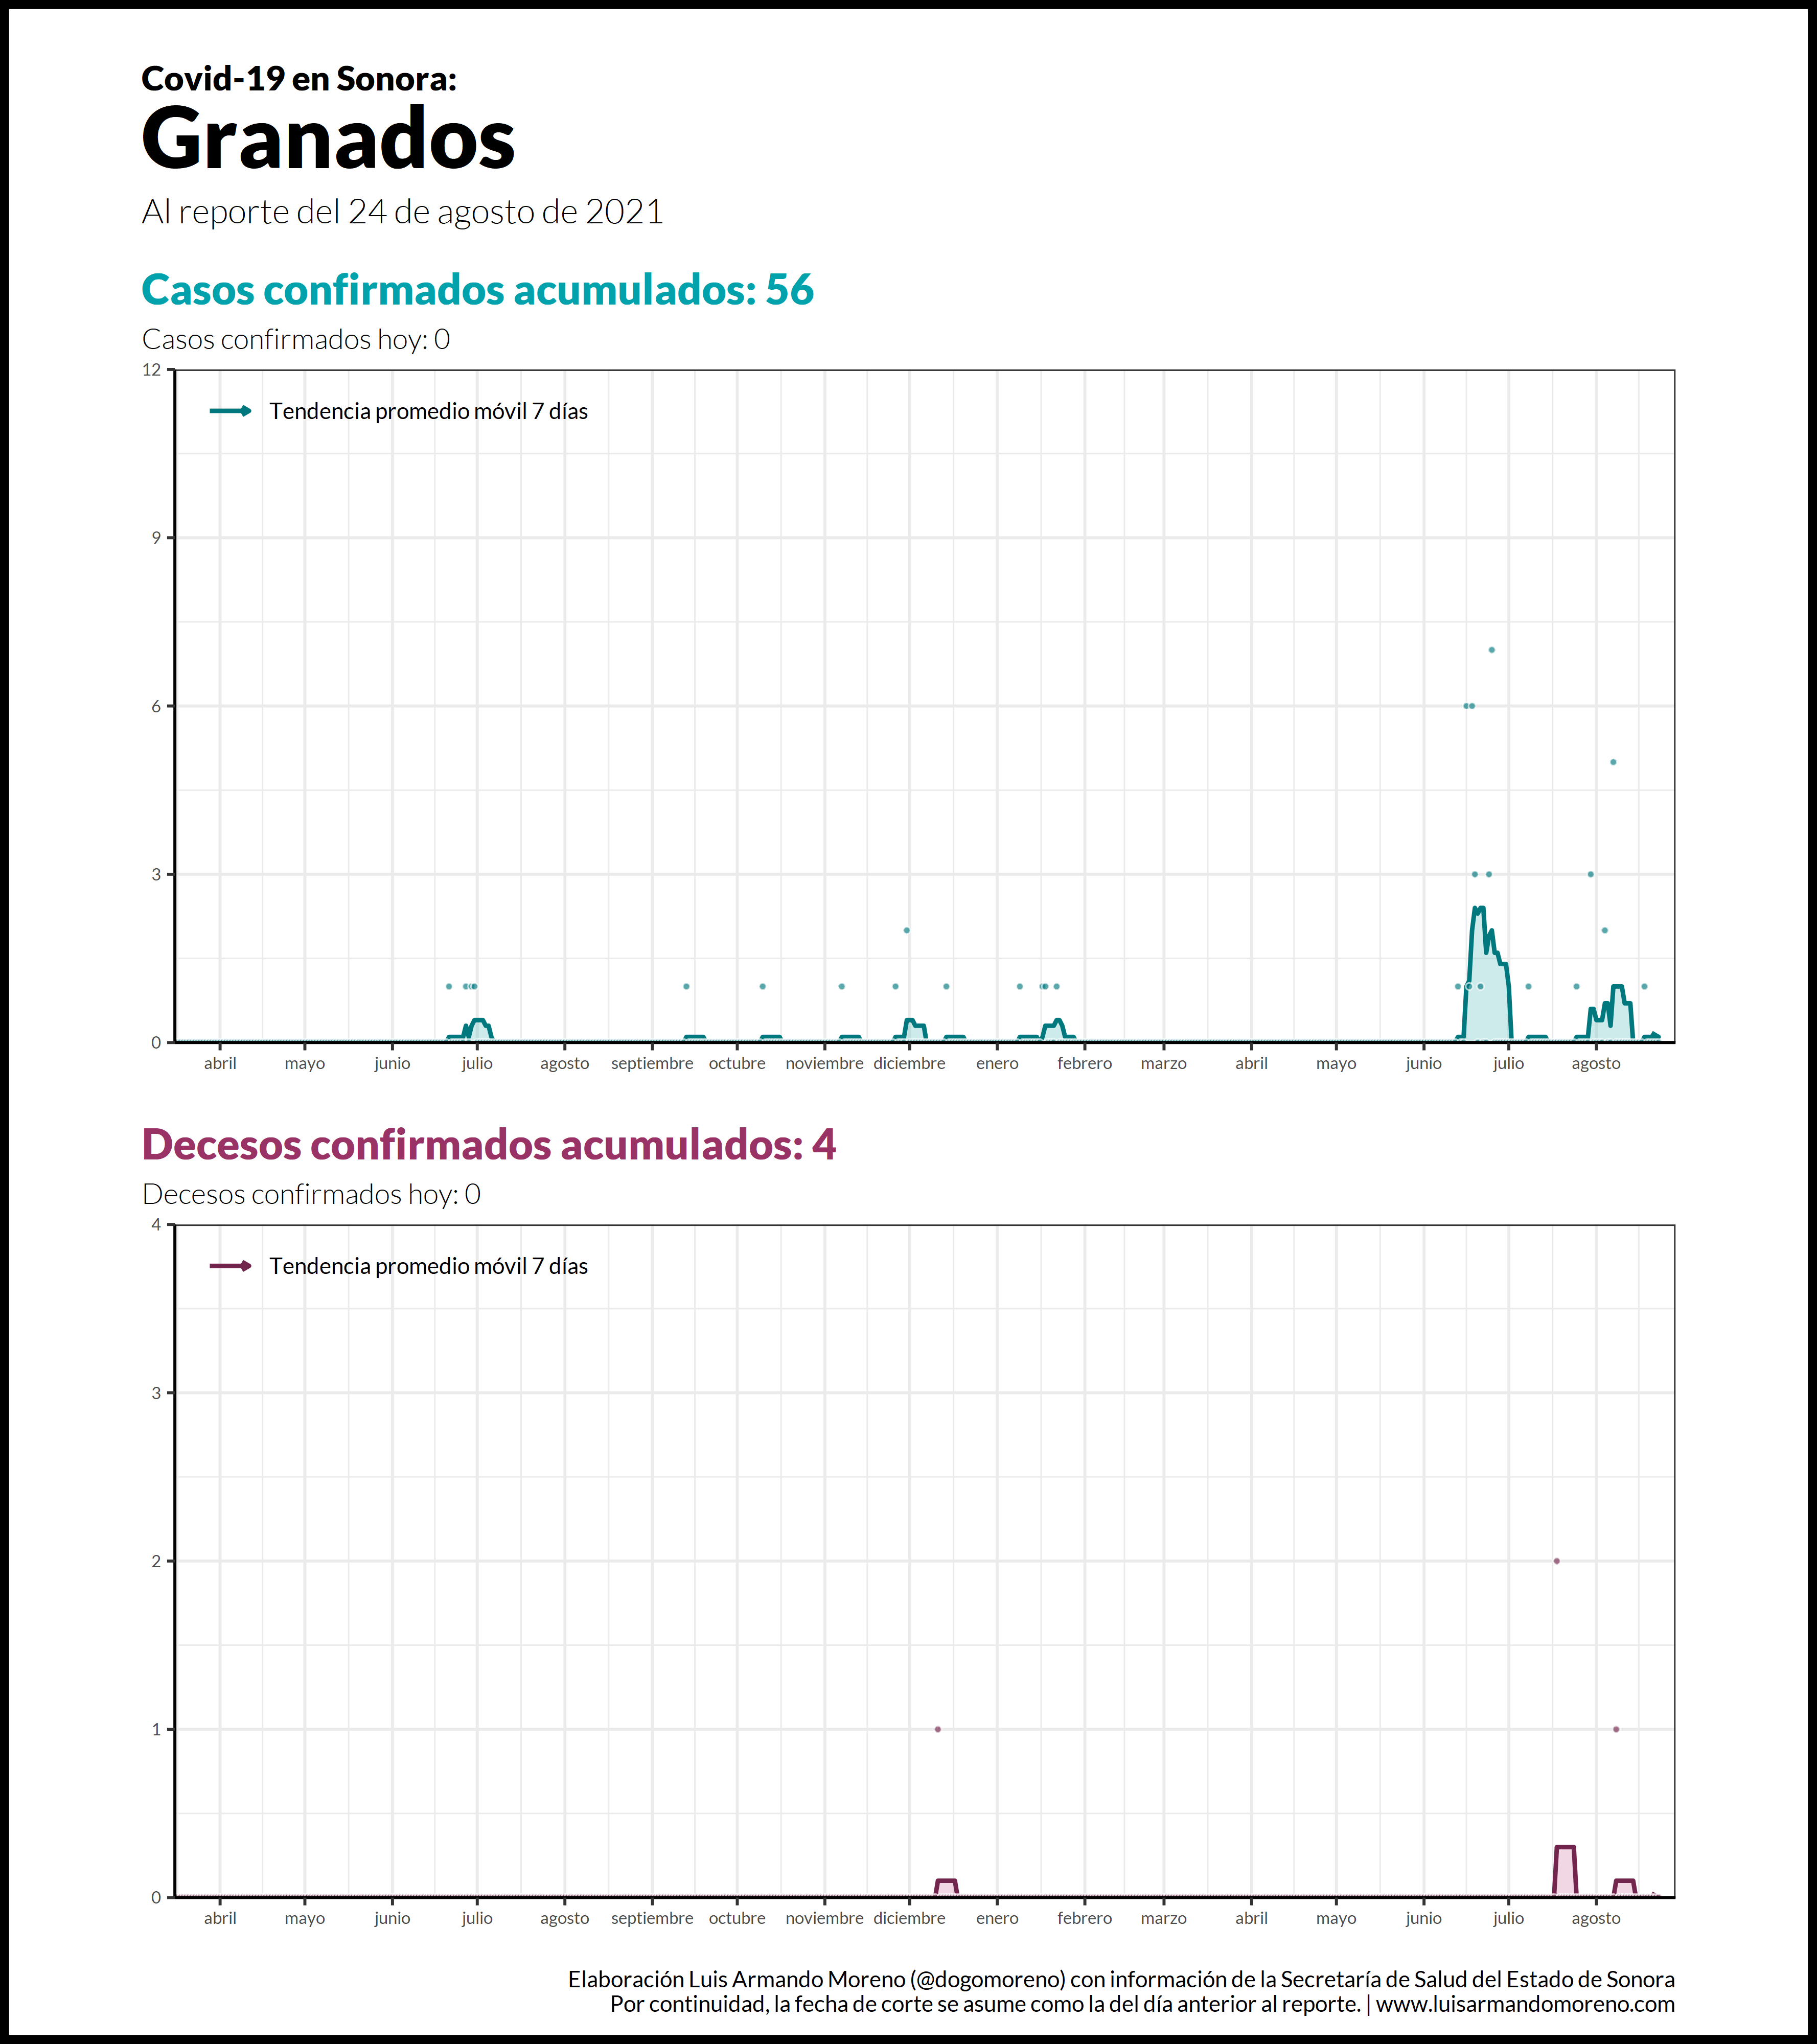 Covid-19 en Sonora:
Granados
Al reporte del 24 de agosto de 2021
Casos confirmados acumulados: 56
Casos confirmados hoy: 0
12
Tendencia promedio móvil 7 días
9
6
3
0
abril mayo junio julio agosto septiembre octubre noviembre diciembre enero febrero marzo abril mayo junio julio agosto
Decesos confirmados acumulados: 4
Decesos confirmados hoy: 0
4
Tendencia promedio móvil 7 días
3
2
1
0
abril mayo junio julio agosto septiembre octubre noviembre diciembre enero febrero marzo abril mayo junio julio agosto
Elaboración Luis Armando Moreno (@dogomoreno) con información de la Secretaría de Salud del Estado de Sonora
Por continuidad, la fecha de corte se asume como la del día anterior al reporte. | www.luisarmandomoreno.com